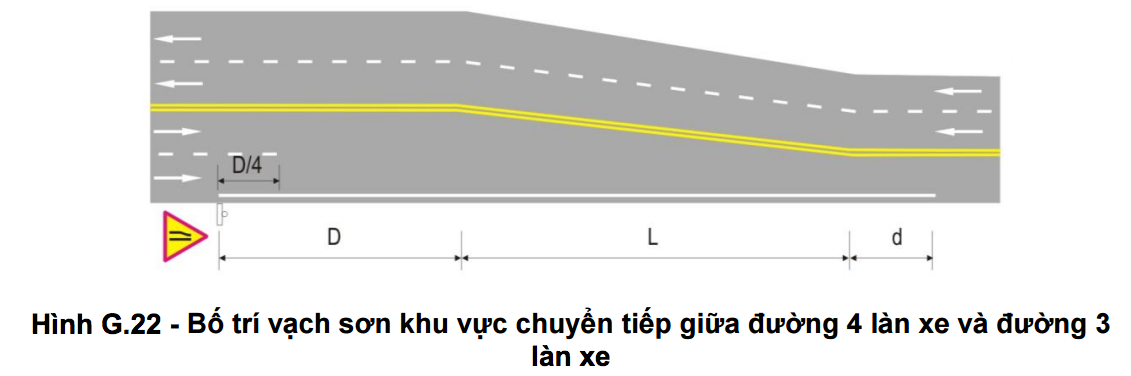 D/4
D
L
d
Hình G.22 - Bố trí vạch sơn khu vực chuyển tiếp giữa đường 4 làn xe và đường 3
làn xe